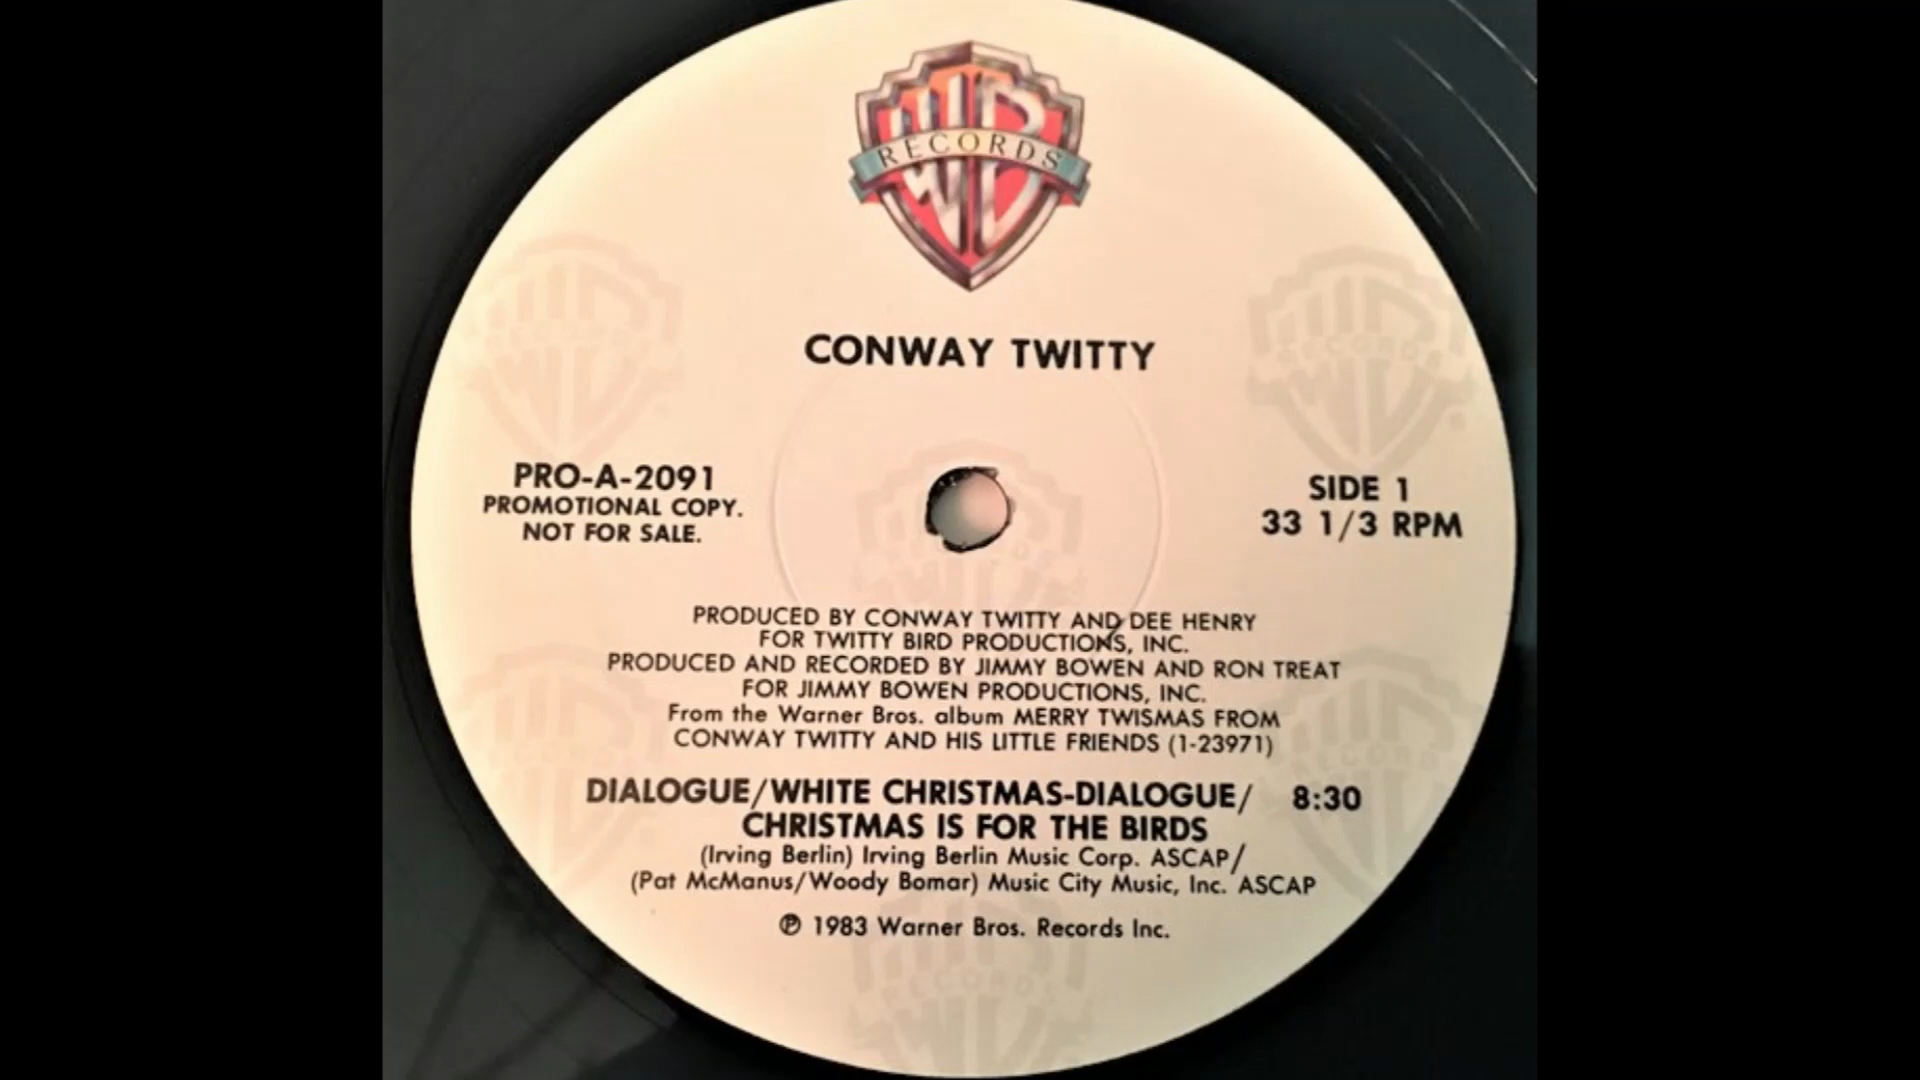 RECORDS
CONWAY TWITTY
PRO-A-2091
PROMOTIONAL COPY.
NOT FOR SALE.
SIDE 1
33 1/3 RPM
PRODUCED BY CONWAY TWITTY AND DEE HENRY
FOR TWITTY BIRD PRODUCTIONS, INC.
PRODUCED AND RECORDED BY JIMMY BOWEN AND RON TREAT
FOR JIMMY BOWEN PRODUCTIONS, INC.
From the Warner Bros. album MERRY TWISMAS FROM
CONWAY TWITTY AND HIS LITTLE FRIENDS (1-23971)
DIALOGUE/WHITE CHRISTMAS-DIALOGUE/ 8:30
CHRISTMAS IS FOR THE BIRDS
(Irving Berlin) Irving Berlin Music Corp. ASCAP/
(Pat McManus/Woody Bomar) Music City Music, Inc. ASCAP
℗ 1983 Warner Bros. Records Inc.